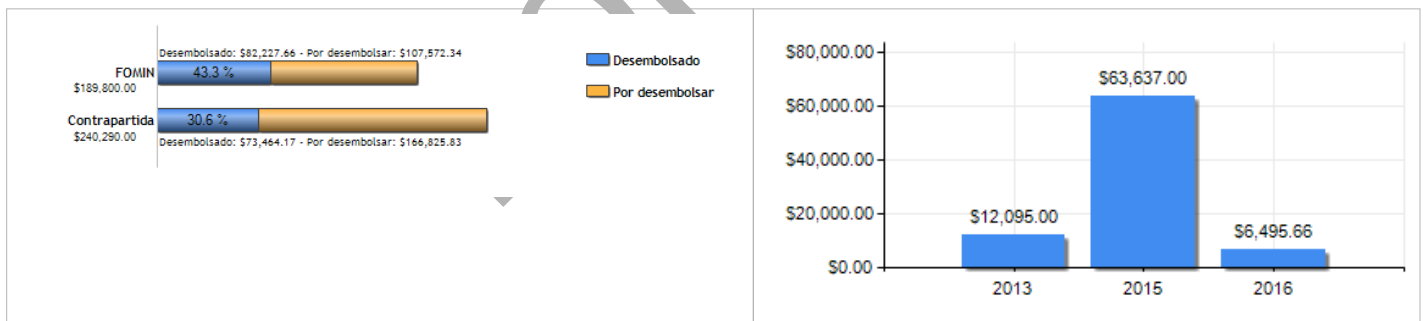 Desembolsado: $82,227.66 - Por desembolsar: $107,572.34
FOMIN
43.3 %
$189,800.00
Contrapartida
30.6 %
$240,290.00
Desembolsado: $73,464.17 - Por desembolsar: $166,825.83
Desembolsado
Por desembolsar
$80,000.00
$60,000.00
$40,000.00
$20,000.00
$0.00
$12,095.00
$63,637.00
$6,495.66
2013
2015
2016